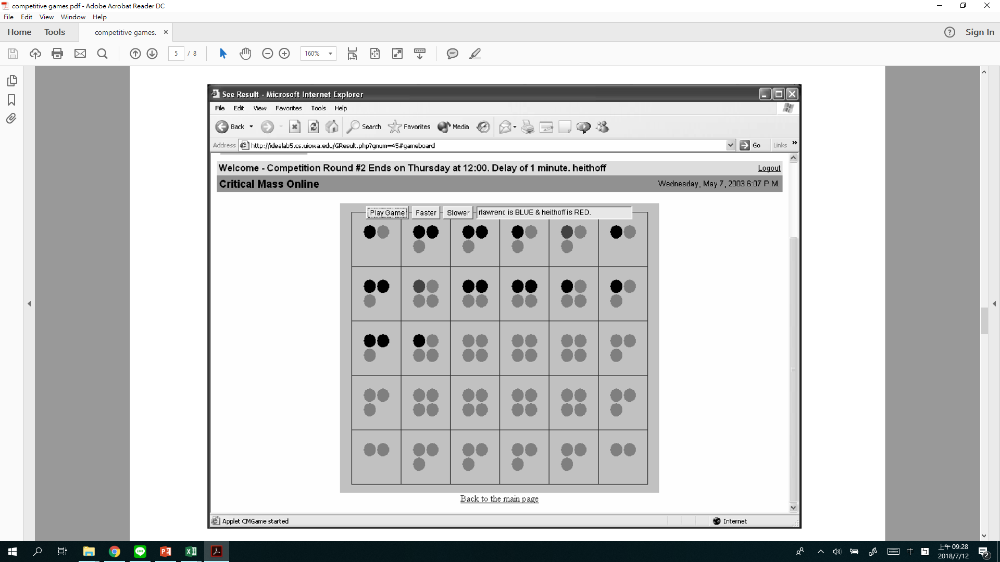 competitive games.pdf - Adobe Acrobat Reader DC
File Edit View Window Help
Home Tools competitive games. Sign In
5 / 8 160%
See Result - Microsoft Internet Explorer
File Edit View Favorites Tools Help
Back Search Favorites Media
Address http://idealab5.cs.uiowa.edu/GResult.php?gnum=45#gameboard Go Links
Welcome - Competition Round #2 Ends on Thursday at 12:00. Delay of 1 minute. heithoff Logout
Critical Mass Online Wednesday, May 7, 2003 6:07 P.M.
Play Game Faster Slower rlawrenc is BLUE & heithoff is RED.
Back to the main page
Applet CMGame started Internet
中 上午 09:28
2018/7/12 2